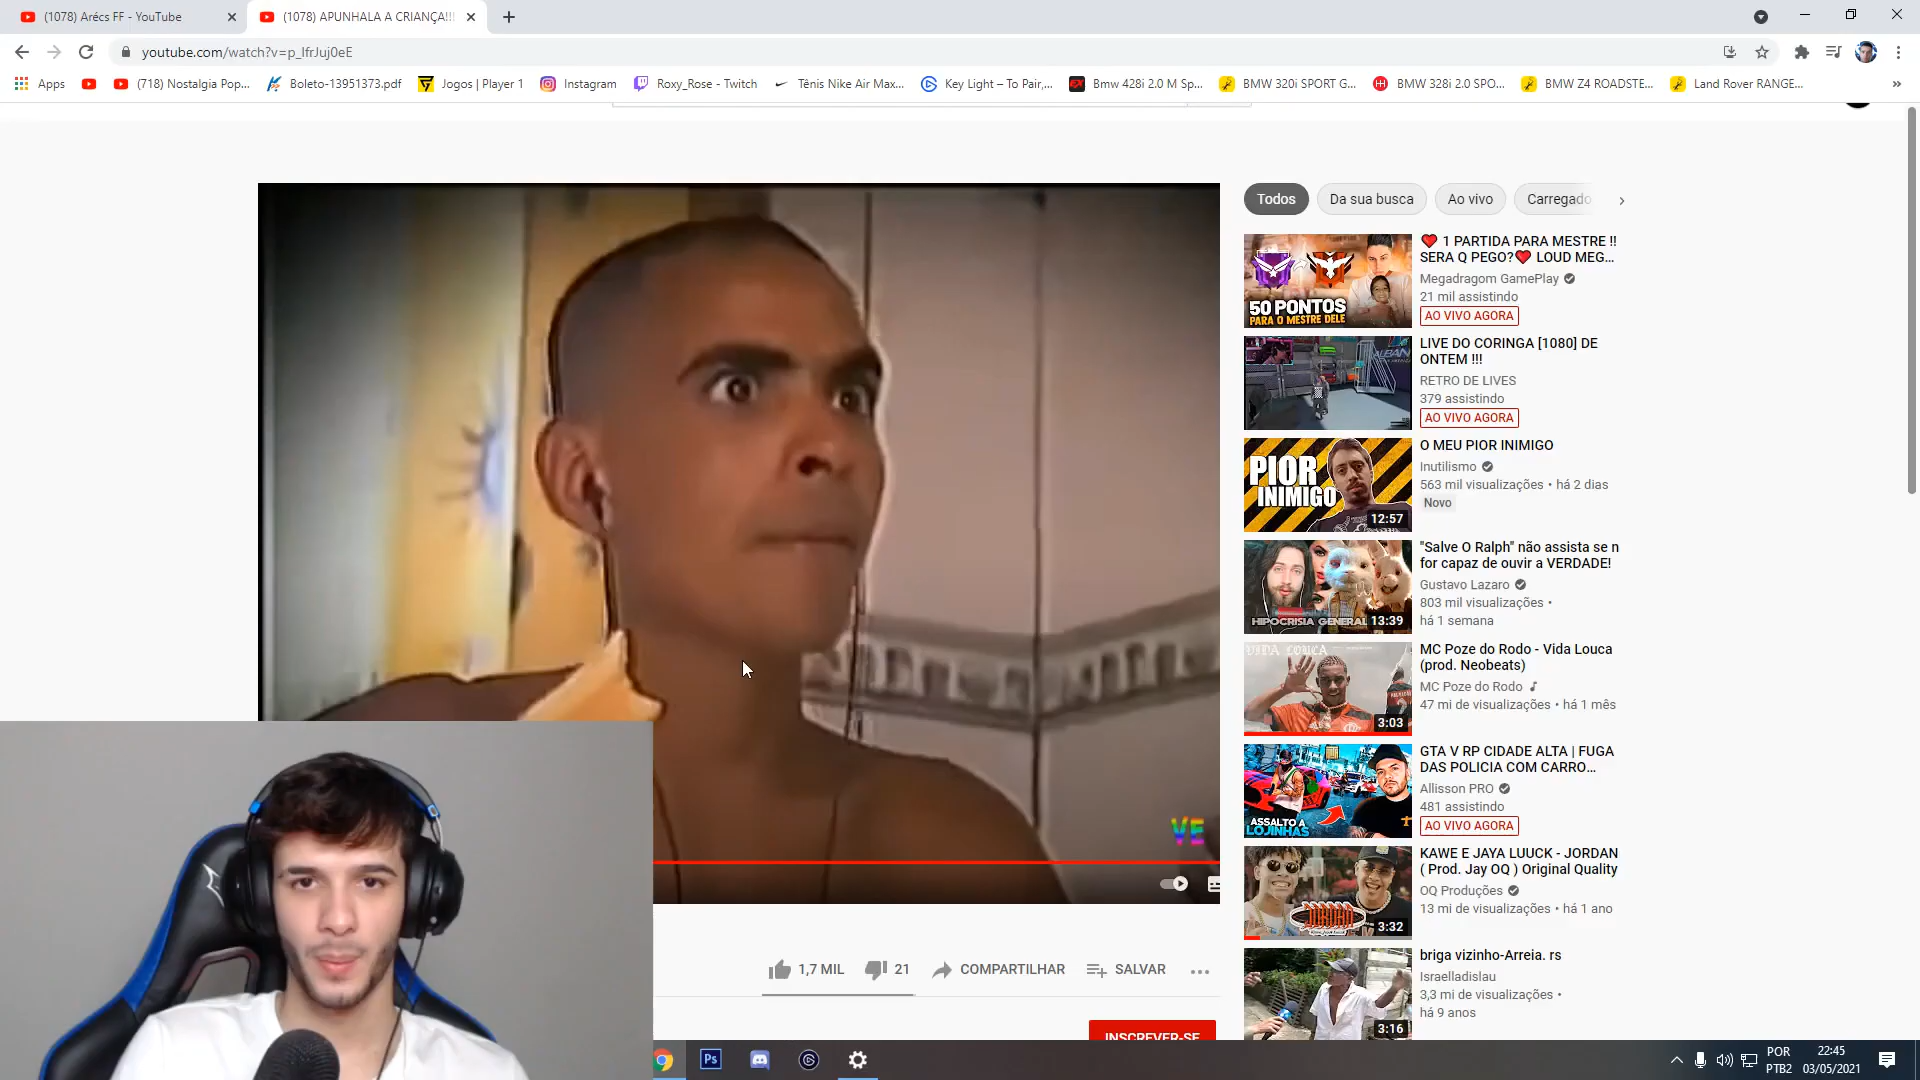 (1078) Arécs FF - YouTube
(1078) APUNHALA A CRIANÇA!!!
youtube.com/watch?v=p_IfrJuj0eE
Apps
(718) Nostalgia Pop...
Boleto-13951373.pdf
Jogos | Player 1
Instagram
Roxy_Rose - Twitch
Tênis Nike Air Max...
Key Light – To Pair,...
Bmw 428i 2.0 M Sp...
BMW 320i SPORT G...
BMW 328i 2.0 SPO...
BMW Z4 ROADSTE...
Land Rover RANGE...
Todos
Da sua busca
Ao vivo
Carregado
50 PONTOS
PARA O MESTRE DELE
❤️ 1 PARTIDA PARA MESTRE !!
SERA Q PEGO?❤️ LOUD MEG...
Megadragom GamePlay
21 mil assistindo
AO VIVO AGORA
LIVE DO CORINGA [1080] DE
ONTEM !!!
RETRO DE LIVES
379 assistindo
AO VIVO AGORA
PIOR
INIMIGO
12:57
O MEU PIOR INIMIGO
Inutilismo
563 mil visualizações • há 2 dias
Novo
HIPOCRISIA GENERAL
13:39
"Salve O Ralph" não assista se n
for capaz de ouvir a VERDADE!
Gustavo Lazaro
803 mil visualizações •
há 1 semana
VIDA LOUCA
3:03
MC Poze do Rodo - Vida Louca
(prod. Neobeats)
MC Poze do Rodo
47 mi de visualizações • há 1 mês
ASSALTO A
LOJINHAS
GTA V RP CIDADE ALTA | FUGA
DAS POLICIA COM CARRO...
Allisson PRO
481 assistindo
AO VIVO AGORA
JORDAN
3:32
KAWE E JAYA LUUCK - JORDAN
( Prod. Jay OQ ) Original Quality
OQ Produções
13 mi de visualizações • há 1 ano
3:16
briga vizinho-Arreia. rs
Israelladislau
3,3 mi de visualizações •
há 9 anos
VE
1,7 MIL
21
COMPARTILHAR
SALVAR
INSCREVER-SE
Ps
POR
PTB2
22:45
03/05/2021